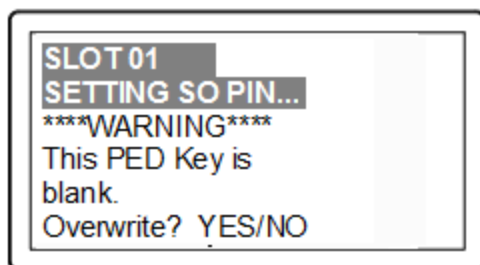 SLOT 01
SETTING SO PIN...
****WARNING****
This PED Key is
blank.
Overwrite? YES/NO